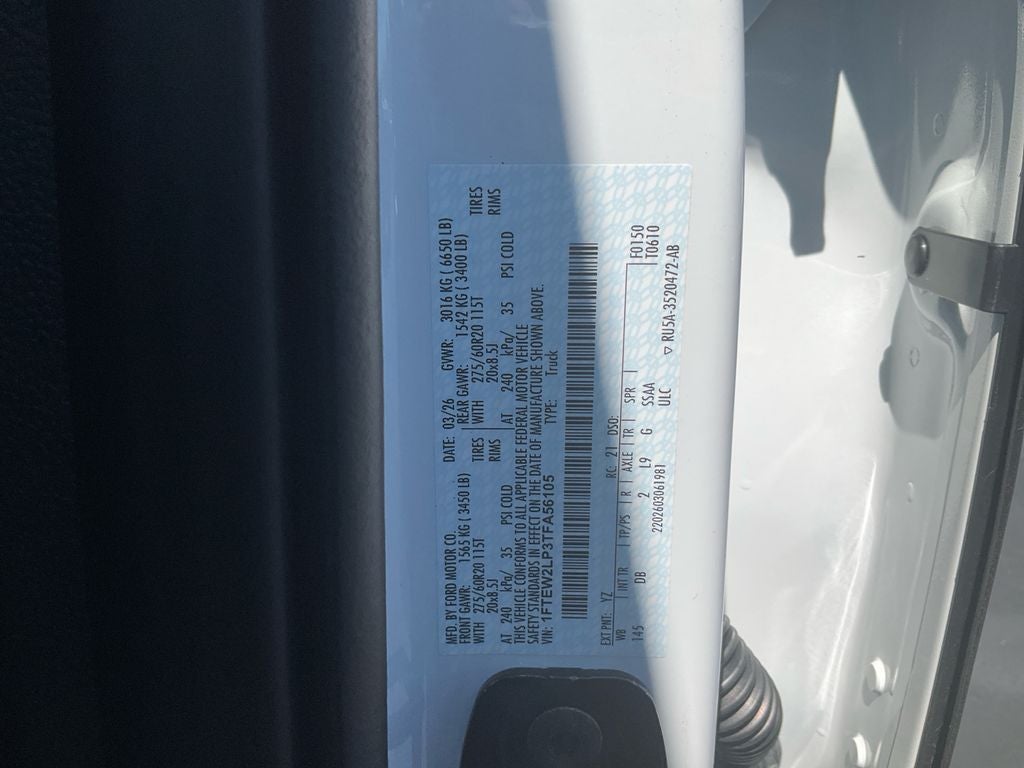 MFD. BY FORD MOTOR CO. DATE: 03/26 GVWR: 3016 KG ( 6650 LB)
FRONT GAWR: 1565 KG ( 3450 LB) REAR GAWR: 1542 KG ( 3400 LB)
WITH 275/60R20 115T TIRES WITH 275/60R20 115T TIRES
20x8.5J RIMS 20x8.5J RIMS
AT 240 kPa/ 35 PSI COLD AT 240 kPa/ 35 PSI COLD
THIS VEHICLE CONFORMS TO ALL APPLICABLE FEDERAL MOTOR VEHICLE
SAFETY STANDARDS IN EFFECT ON THE DATE OF MANUFACTURE SHOWN ABOVE.
VIN: 1FTEW2LP3TFA56105 TYPE: Truck
EXT PNT: YZ RC: 21 DSO:
WB INT TR TP/PS R AXLE TR SPR F0150
145 DB 2 L9 G SSAA T0610
ULC
2202603061981 RU5A-3520472-AB